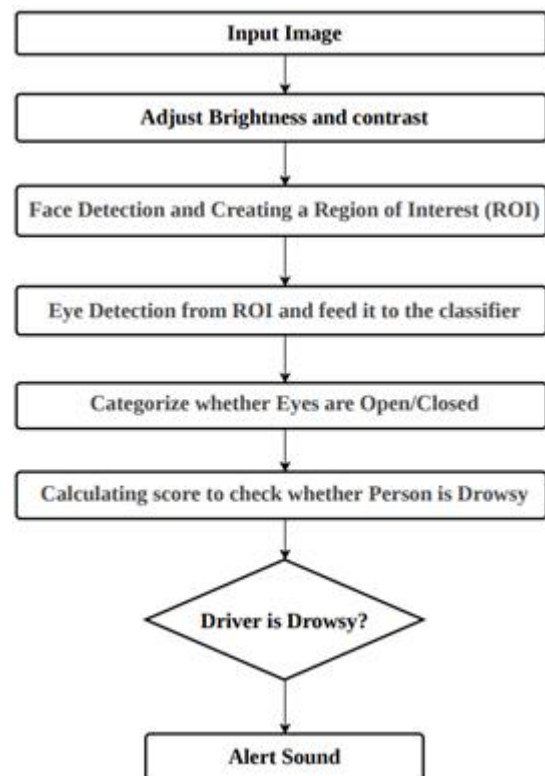 Input Image
Adjust Brightness and contrast
Face Detection and Creating a Region of Interest (ROI)
Eye Detection from ROI and feed it to the classifier
Categorize whether Eyes are Open/Closed
Calculating score to check whether Person is Drowsy
Driver is Drowsy?
Alert Sound